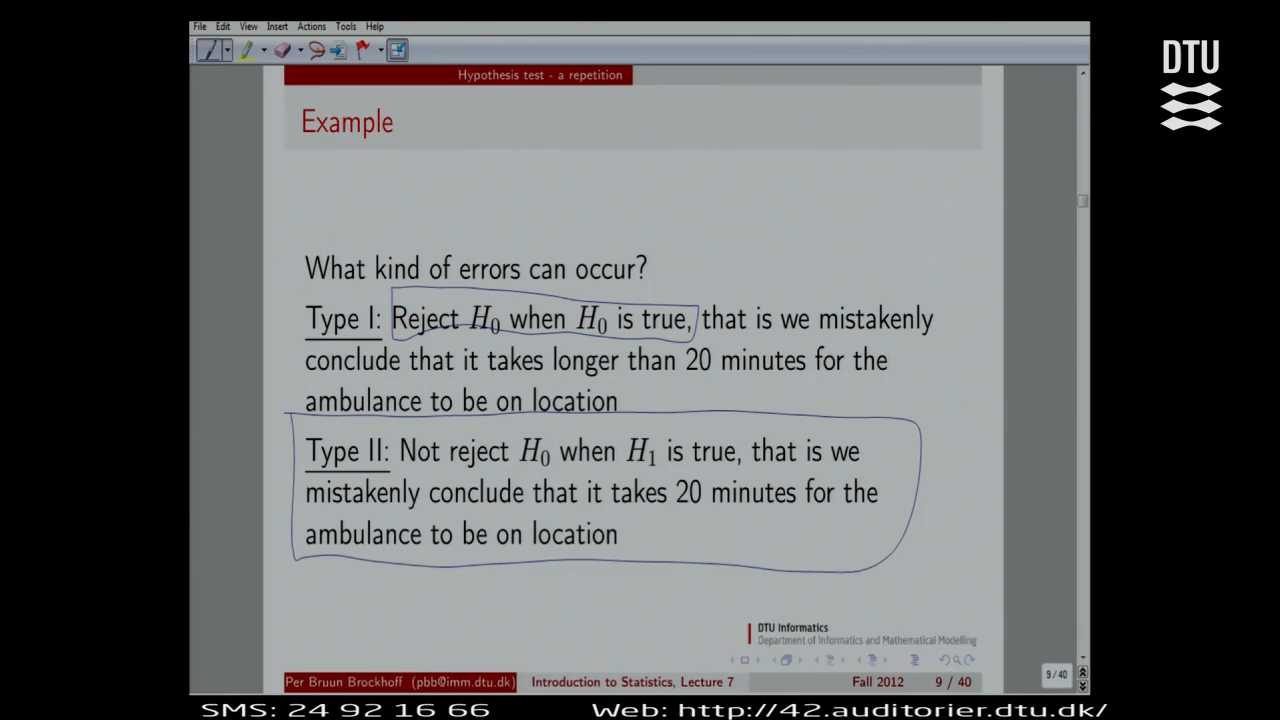 File Edit View Insert Actions Tools Help
DTU
Hypothesis test - a repetition
Example
What kind of errors can occur?
Type I: Reject H₀ when H₀ is true, that is we mistakenly
conclude that it takes longer than 20 minutes for the
ambulance to be on location
Type II: Not reject H₀ when H₁ is true, that is we
mistakenly conclude that it takes 20 minutes for the
ambulance to be on location
DTU Informatics
Department of Informatics and Mathematical Modelling
9/40
Per Bruun Brockhoff (pbb@imm.dtu.dk) Introduction to Statistics, Lecture 7 Fall 2012 9 / 40
SMS: 24 92 16 66 Web: http://42.auditorier.dtu.dk/